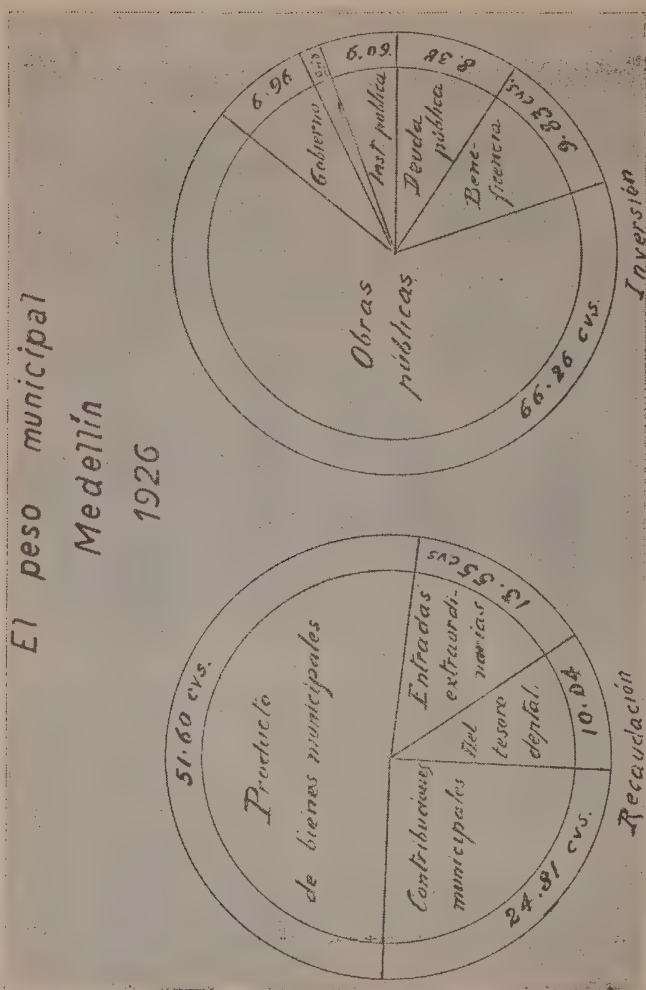 El peso municipal
Medellín
1926
51.60 cvs.
Producto
de bienes municipales
Entradas
extraordi-
narias
13.55 cvs
Del
tesoro
deptal.
10.04
Contribuciones
municipales
24.81 cvs.
Recaudación
6.96
Gobierno
6.09
Inst. pública
8.38
Deuda
pública
9.83 cvs.
Bene-
ficencia
Obras
públicas
66.26 cvs.
Inversión